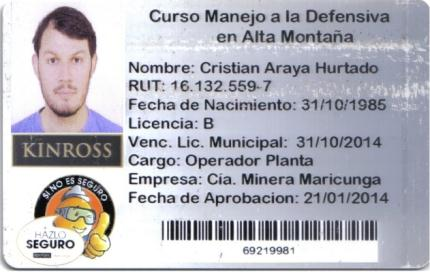 Curso Manejo a la Defensiva
en Alta Montaña
Nombre: Cristian Araya Hurtado
RUT: 16.132.559-7
Fecha de Nacimiento: 31/10/1985
Licencia: B
Venc. Lic. Municipal: 31/10/2014
Cargo: Operador Planta
Empresa: Cía. Minera Maricunga
Fecha de Aprobacion: 21/01/2014
KINROSS
SI NO ES SEGURO
HAZLO
SEGURO
69219981